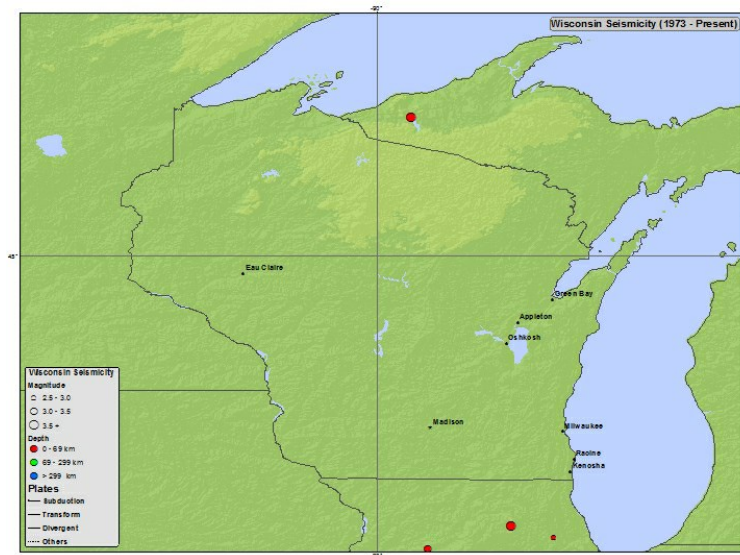 -90°
Wisconsin Seismicity (1973 - Present)
45°
Eau Claire
Green Bay
Appleton
Oshkosh
Madison
Milwaukee
Racine
Kenosha
Wisconsin Seismicity
Magnitude
2.5 - 3.0
3.0 - 3.5
3.5 +
Depth
0 - 69 km
69 - 299 km
> 299 km
Plates
Subduction
Transform
Divergent
Others